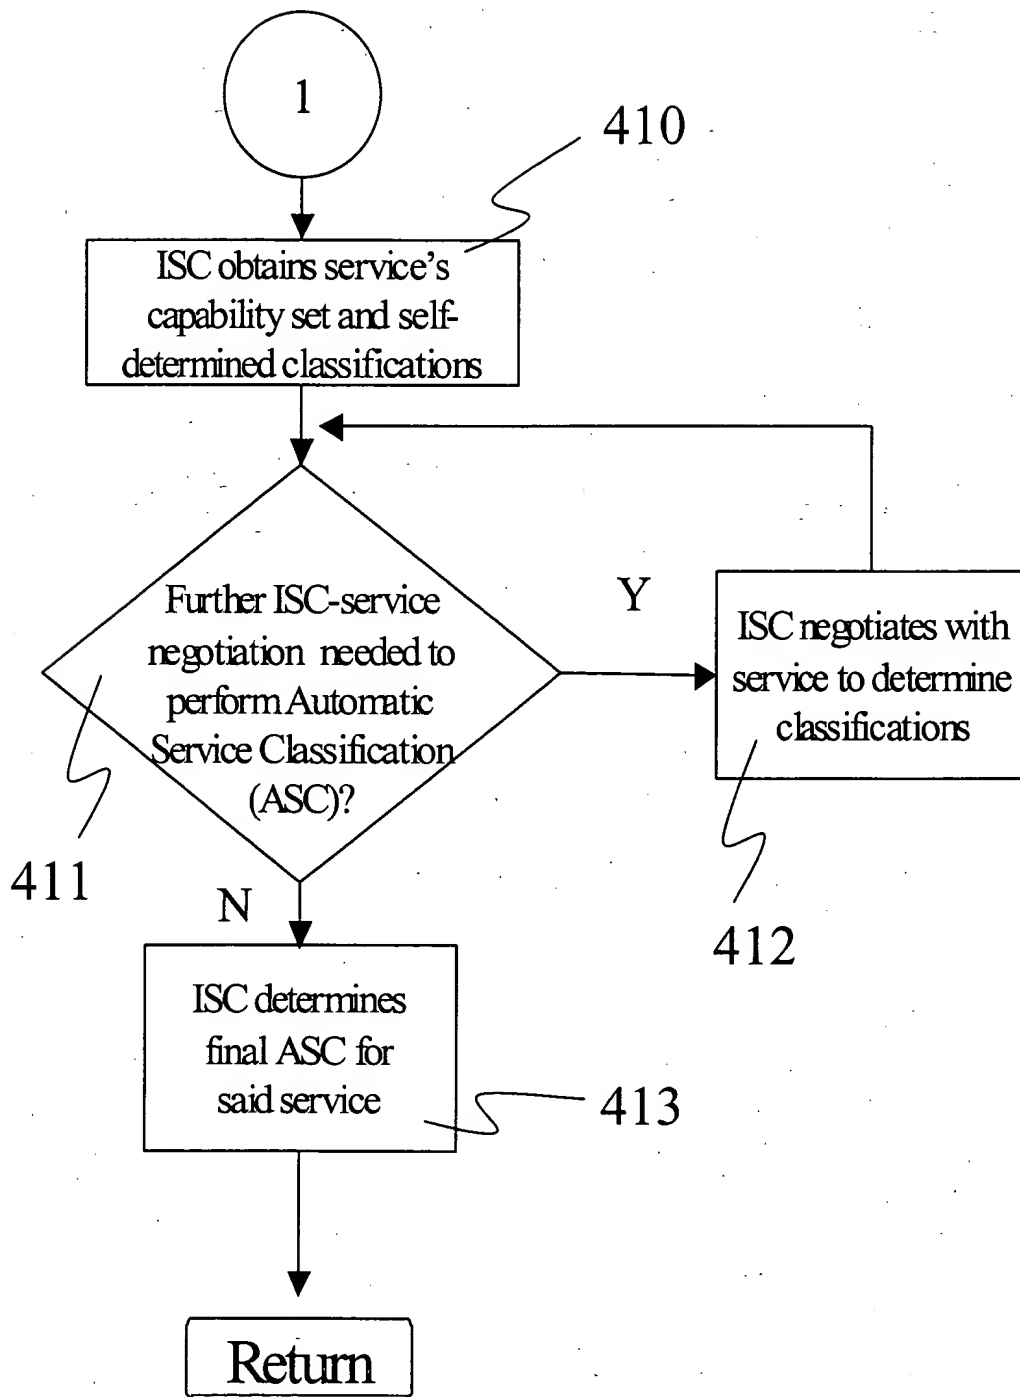 1
410
ISC obtains service's
capability set and self-
determined classifications
Further ISC-service
negotiation needed to
perform Automatic
Service Classification
(ASC)?
Y
ISC negotiates with
service to determine
classifications
411
N
412
ISC determines
final ASC for
said service
413
Return